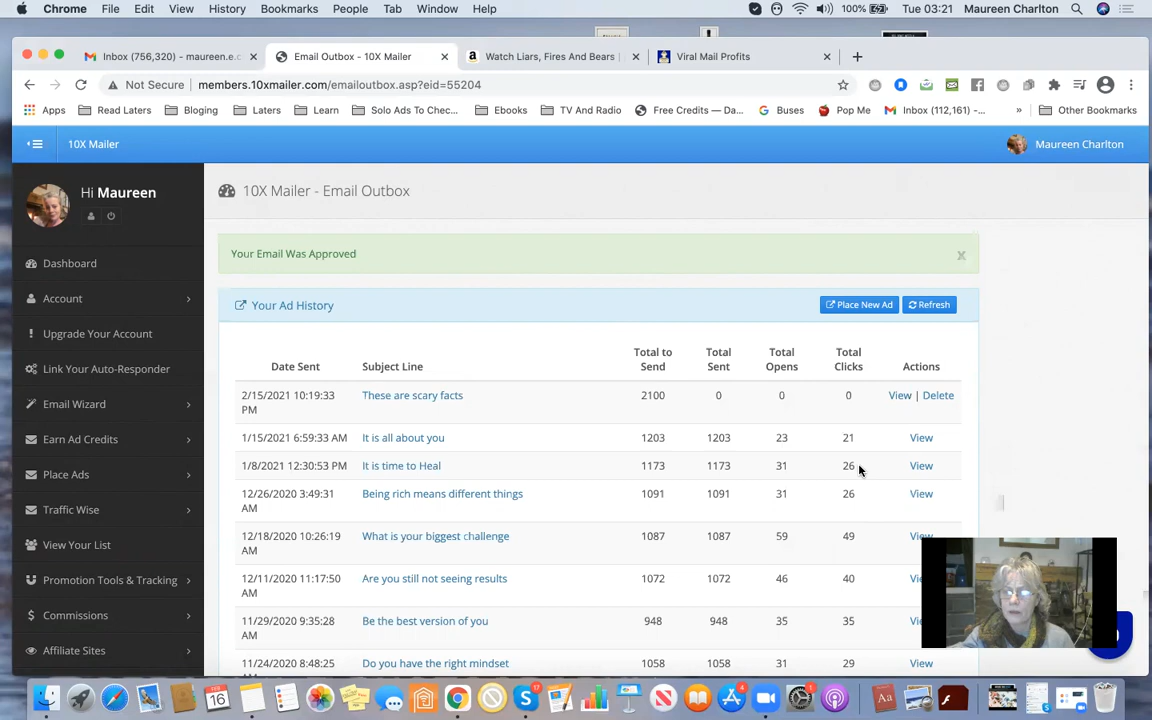 Chrome File Edit View History Bookmarks People Tab Window Help 100% Tue 03:21 Maureen Charlton
Inbox (756,320) - maureen.e.c Email Outbox - 10X Mailer Watch Liars, Fires And Bears Viral Mail Profits
Not Secure members.10xmailer.com/emailoutbox.asp?eid=55204
Apps Read Laters Bloging Laters Learn Solo Ads To Chec... Ebooks TV And Radio Free Credits — Da... Buses Pop Me Inbox (112,161) –... » Other Bookmarks
10X Mailer Maureen Charlton
Hi Maureen
10X Mailer - Email Outbox
Your Email Was Approved x
Dashboard
Account
Upgrade Your Account
Link Your Auto-Responder
Email Wizard
Earn Ad Credits
Place Ads
Traffic Wise
View Your List
Promotion Tools & Tracking
Commissions
Affiliate Sites
Your Ad History Place New Ad Refresh
Date Sent Subject Line Total to Send Total Sent Total Opens Total Clicks Actions
2/15/2021 10:19:33 PM These are scary facts 2100 0 0 0 View | Delete
1/15/2021 6:59:33 AM It is all about you 1203 1203 23 21 View
1/8/2021 12:30:53 PM It is time to Heal 1173 1173 31 26 View
12/26/2020 3:49:31 AM Being rich means different things 1091 1091 31 26 View
12/18/2020 10:26:19 AM What is your biggest challenge 1087 1087 59 49 View
12/11/2020 11:17:50 AM Are you still not seeing results 1072 1072 46 40
11/29/2020 9:35:28 AM Be the best version of you 948 948 35 35
11/24/2020 8:48:25 Do you have the right mindset 1058 1058 31 29 View
FEB
16
17